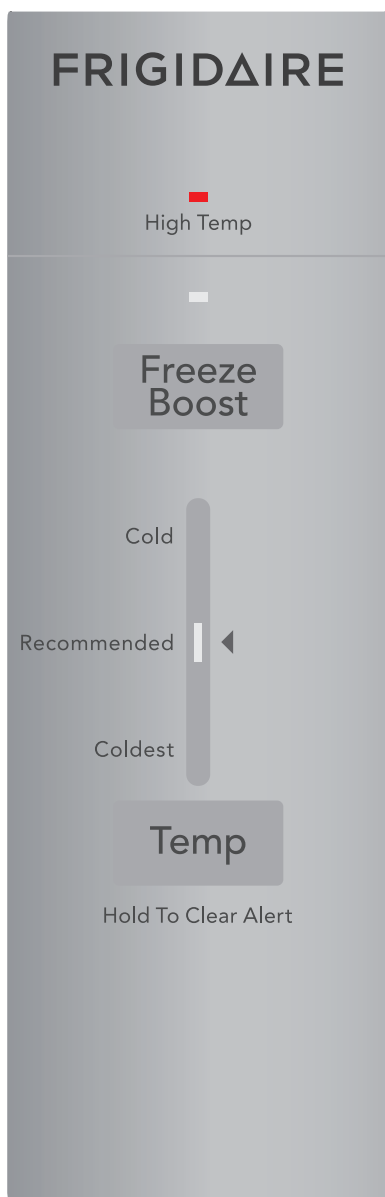 FRIGIDAIRE
High Temp
Freeze
Boost
Cold
Recommended
Coldest
Temp
Hold To Clear Alert